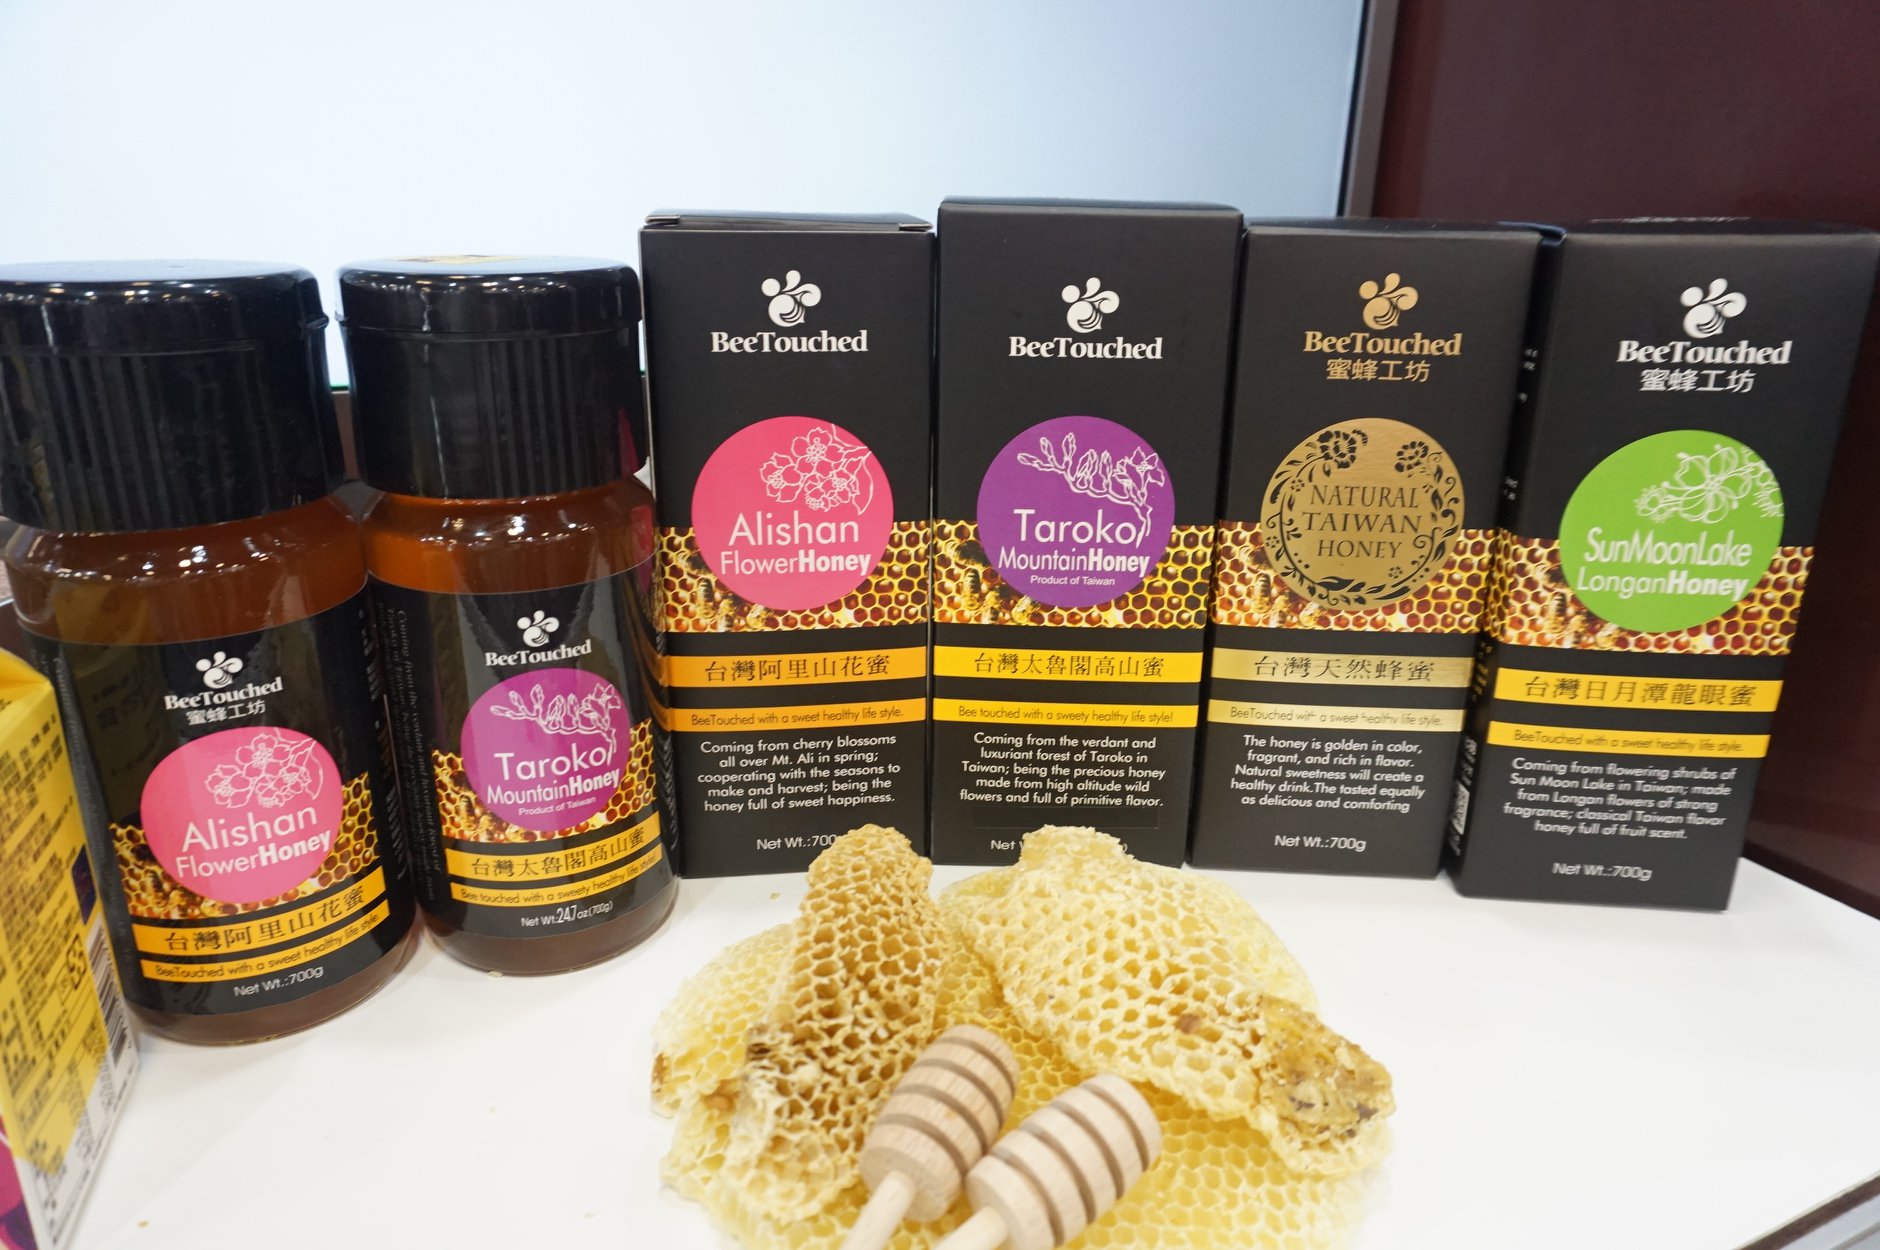 BeeTouched
蜜蜂工坊
Alishan
FlowerHoney
台灣阿里山花蜜
BeeTouched with a sweet healthy life style.
Net Wt.:700g
BeeTouched
Taroko
MountainHoney
Product of Taiwan
台灣太魯閣高山蜜
Bee touched with a sweety healthy life style!
Net Wt:24.7 oz(700g)
BeeTouched
Alishan
FlowerHoney
台灣阿里山花蜜
BeeTouched with a sweet healthy life style.
Coming from cherry blossoms
all over Mt. Ali in spring;
cooperating with the seasons to
make and harvest; being the
honey full of sweet happiness.
Net Wt.:700
BeeTouched
Taroko
MountainHoney
Product of Taiwan
台灣太魯閣高山蜜
Bee touched with a sweety healthy life style!
Coming from the verdant and
luxuriant forest of Taroko in
Taiwan; being the precious honey
made from high altitude wild
flowers and full of primitive flavor.
Net
BeeTouched
蜜蜂工坊
NATURAL
TAIWAN
HONEY
台灣天然蜂蜜
BeeTouched with a sweet healthy life style.
The honey is golden in color,
fragrant, and rich in flavor.
Natural sweetness will create a
healthy drink.The tasted equally
as delicious and comforting
Net Wt.:700g
BeeTouched
蜜蜂工坊
SunMoonLake
LonganHoney
台灣日月潭龍眼蜜
BeeTouched with a sweet healthy life style.
Coming from flowering shrubs of
Sun Moon Lake in Taiwan; made
from Longan flowers of strong
fragrance; classical Taiwan flavor
honey full of fruit scent.
Net Wt.:700g